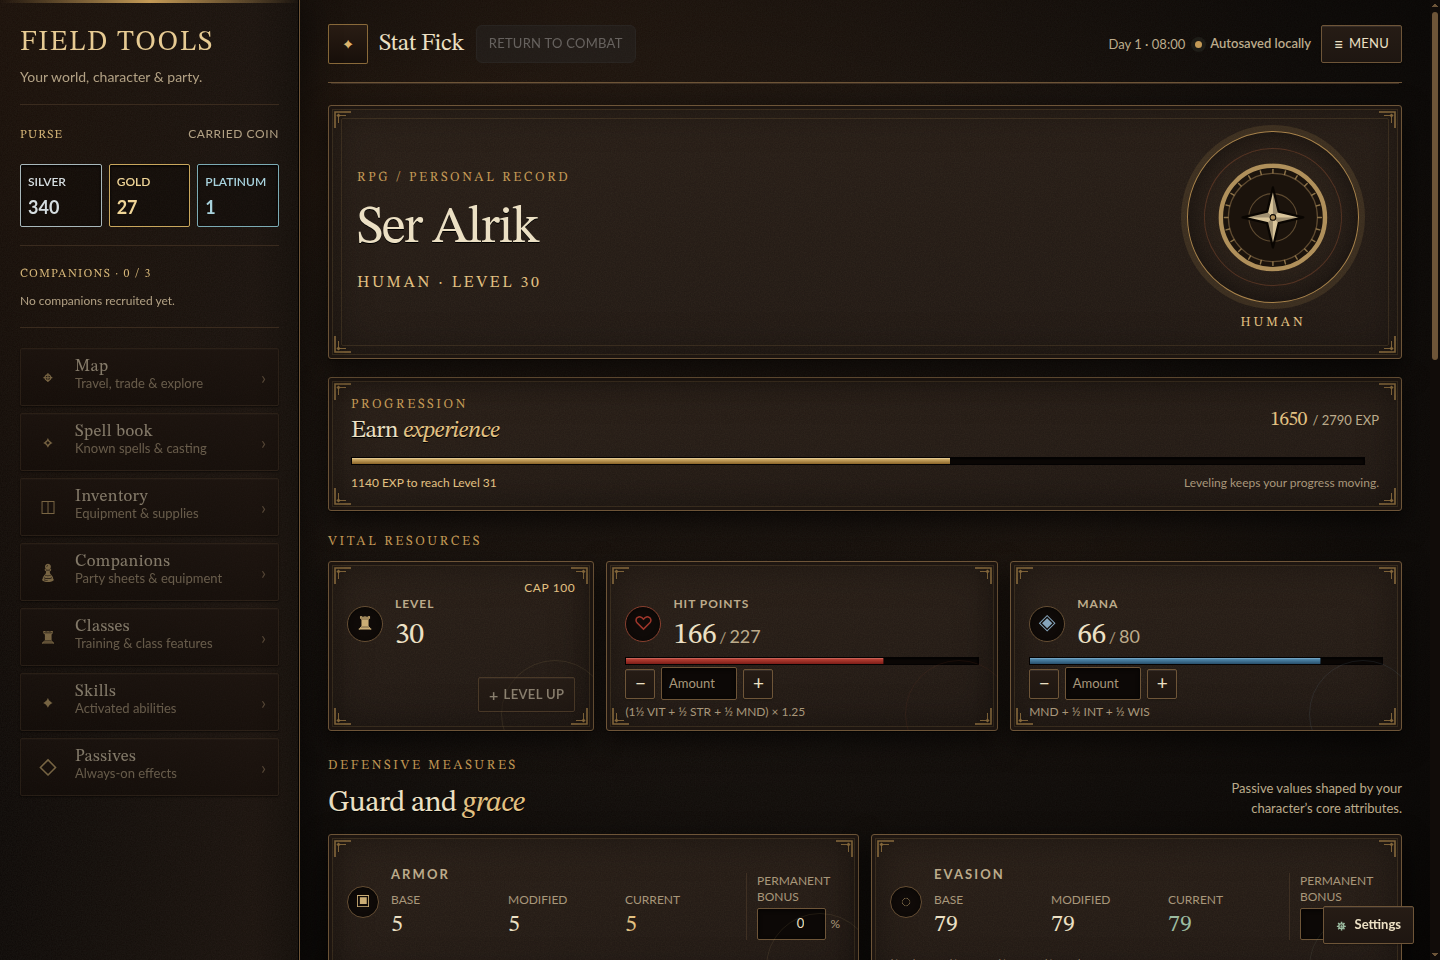 FIELD TOOLS
Your world, character & party.
PURSE CARRIED COIN
SILVER GOLD PLATINUM
340 27 1
COMPANIONS · 0 / 3
No companions recruited yet.
Map
Travel, trade & explore
Spell book
Known spells & casting
Inventory
Equipment & supplies
Companions
Party sheets & equipment
Classes
Training & class features
Skills
Activated abilities
Passives
Always-on effects
Stat Fick RETURN TO COMBAT Day 1 · 08:00 Autosaved locally ≡ MENU
RPG / PERSONAL RECORD
Ser Alrik
HUMAN · LEVEL 30
HUMAN
PROGRESSION
Earn experience 1650 / 2790 EXP
1140 EXP to reach Level 31 Leveling keeps your progress moving.
VITAL RESOURCES
CAP 100
LEVEL
30
+ LEVEL UP
HIT POINTS
166 / 227
− Amount +
(1½ VIT + ½ STR + ½ MND) × 1.25
MANA
66 / 80
− Amount +
MND + ½ INT + ½ WIS
DEFENSIVE MEASURES
Guard and grace
Passive values shaped by your
character's core attributes.
ARMOR
BASE MODIFIED CURRENT
5 5 5
PERMANENT
BONUS
0 %
EVASION
BASE MODIFIED CURRENT
79 79 79
PERMANENT
BONUS
Settings